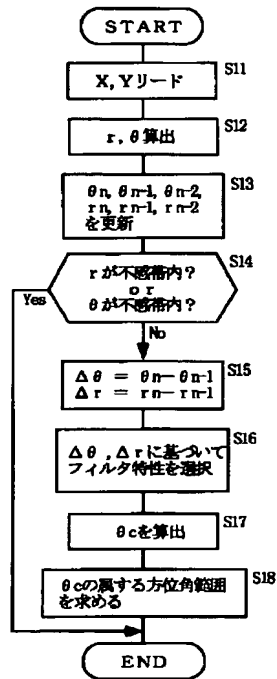 START
S11
X, Yリード
S12
r, θ 算出
S13
θn, θn-1, θn-2,
rn, rn-1, rn-2
を更新
S14
rが不感帯内?
or
θが不感帯内?
Yes
No
S15
Δθ = θn-θn-1
Δr = rn-rn-1
S16
Δθ, Δrに基づいて
フィルタ特性を選択
S17
θcを算出
S18
θcの属する方位角範囲
を求める
END